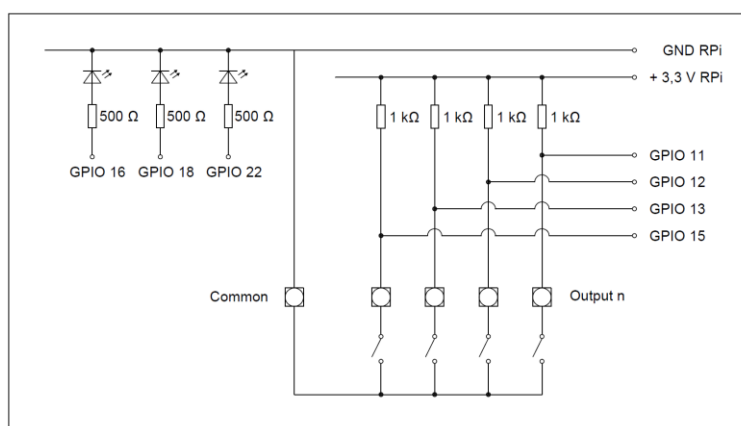 GND RPi
+ 3,3 V RPi
500 Ω 500 Ω 500 Ω
1 kΩ 1 kΩ 1 kΩ 1 kΩ
GPIO 16 GPIO 18 GPIO 22
GPIO 11
GPIO 12
GPIO 13
GPIO 15
Common Output n